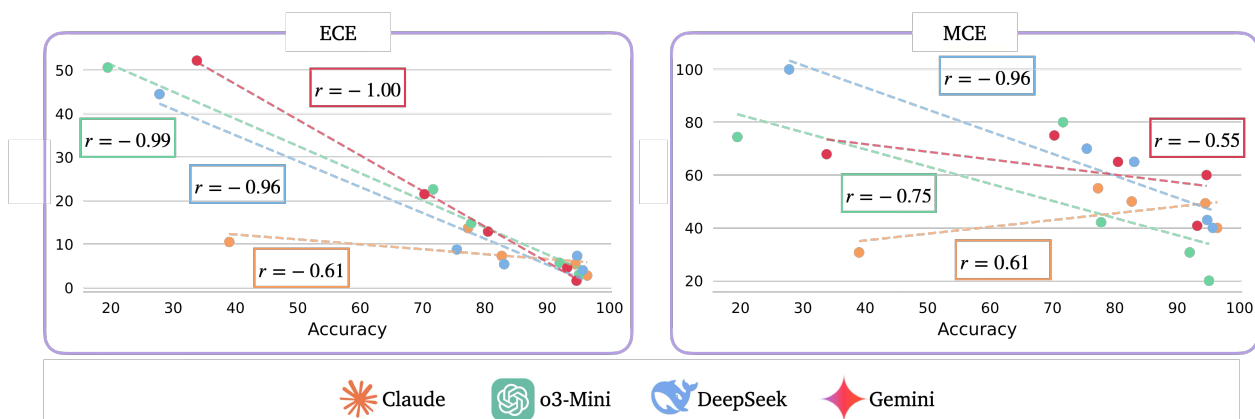 ECE
50
40
30
20
10
0
r = − 1.00
r = − 0.99
r = − 0.96
r = − 0.61
20 30 40 50 60 70 80 90 100
Accuracy
MCE
100
80
60
40
20
r = − 0.96
r = − 0.55
r = − 0.75
r = 0.61
20 30 40 50 60 70 80 90 100
Accuracy
Claude o3-Mini DeepSeek Gemini